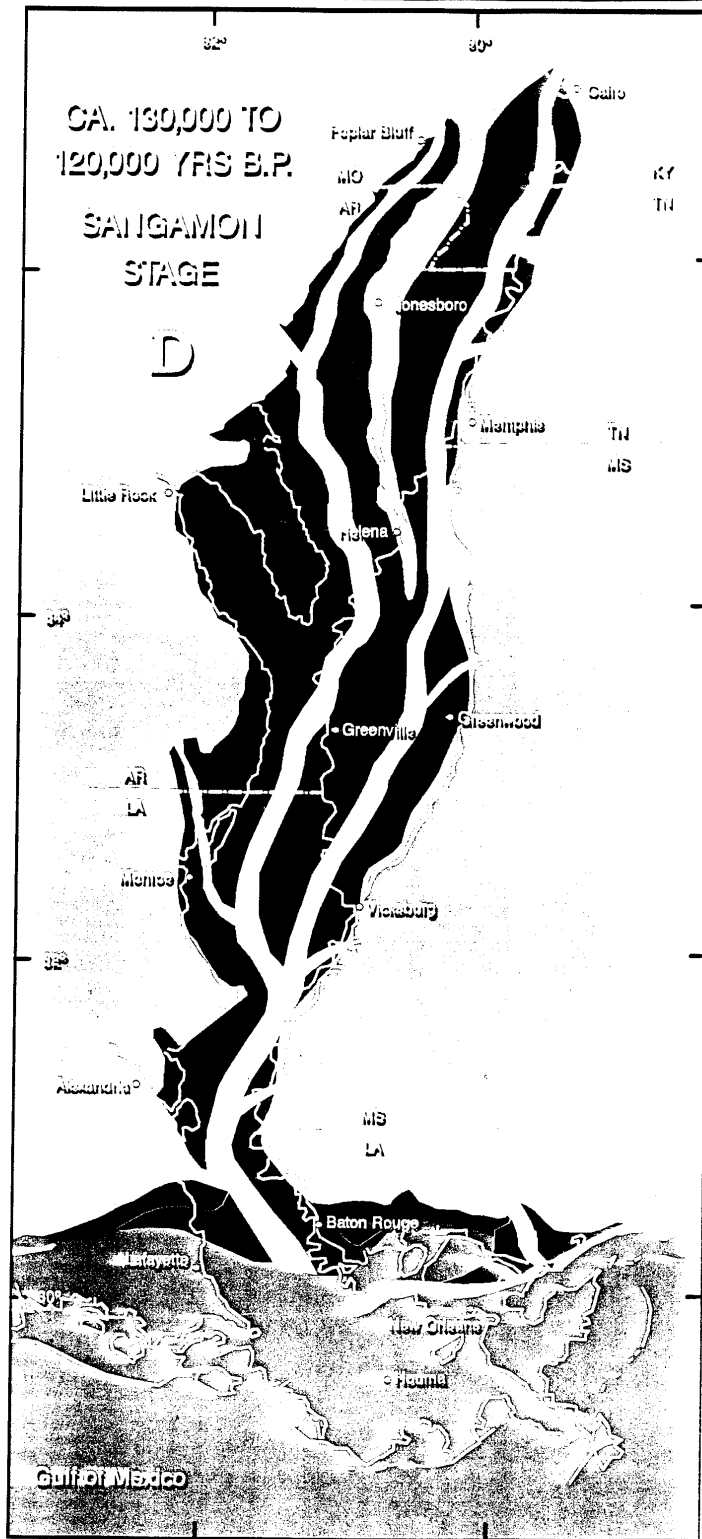 92° 90°
CA. 130,000 TO
120,000 YRS B.P.
SANGAMON
STAGE
D
Cairo
Poplar Bluff
MO
AR
KY
TN
Jonesboro
Memphis
TN
MS
Little Rock
Helena
34°
Greenwood
Greenville
AR
LA
Monroe
Vicksburg
32°
Alexandria
MS
LA
Baton Rouge
Lafayette
30°
New Orleans
Houma
Gulf of Mexico